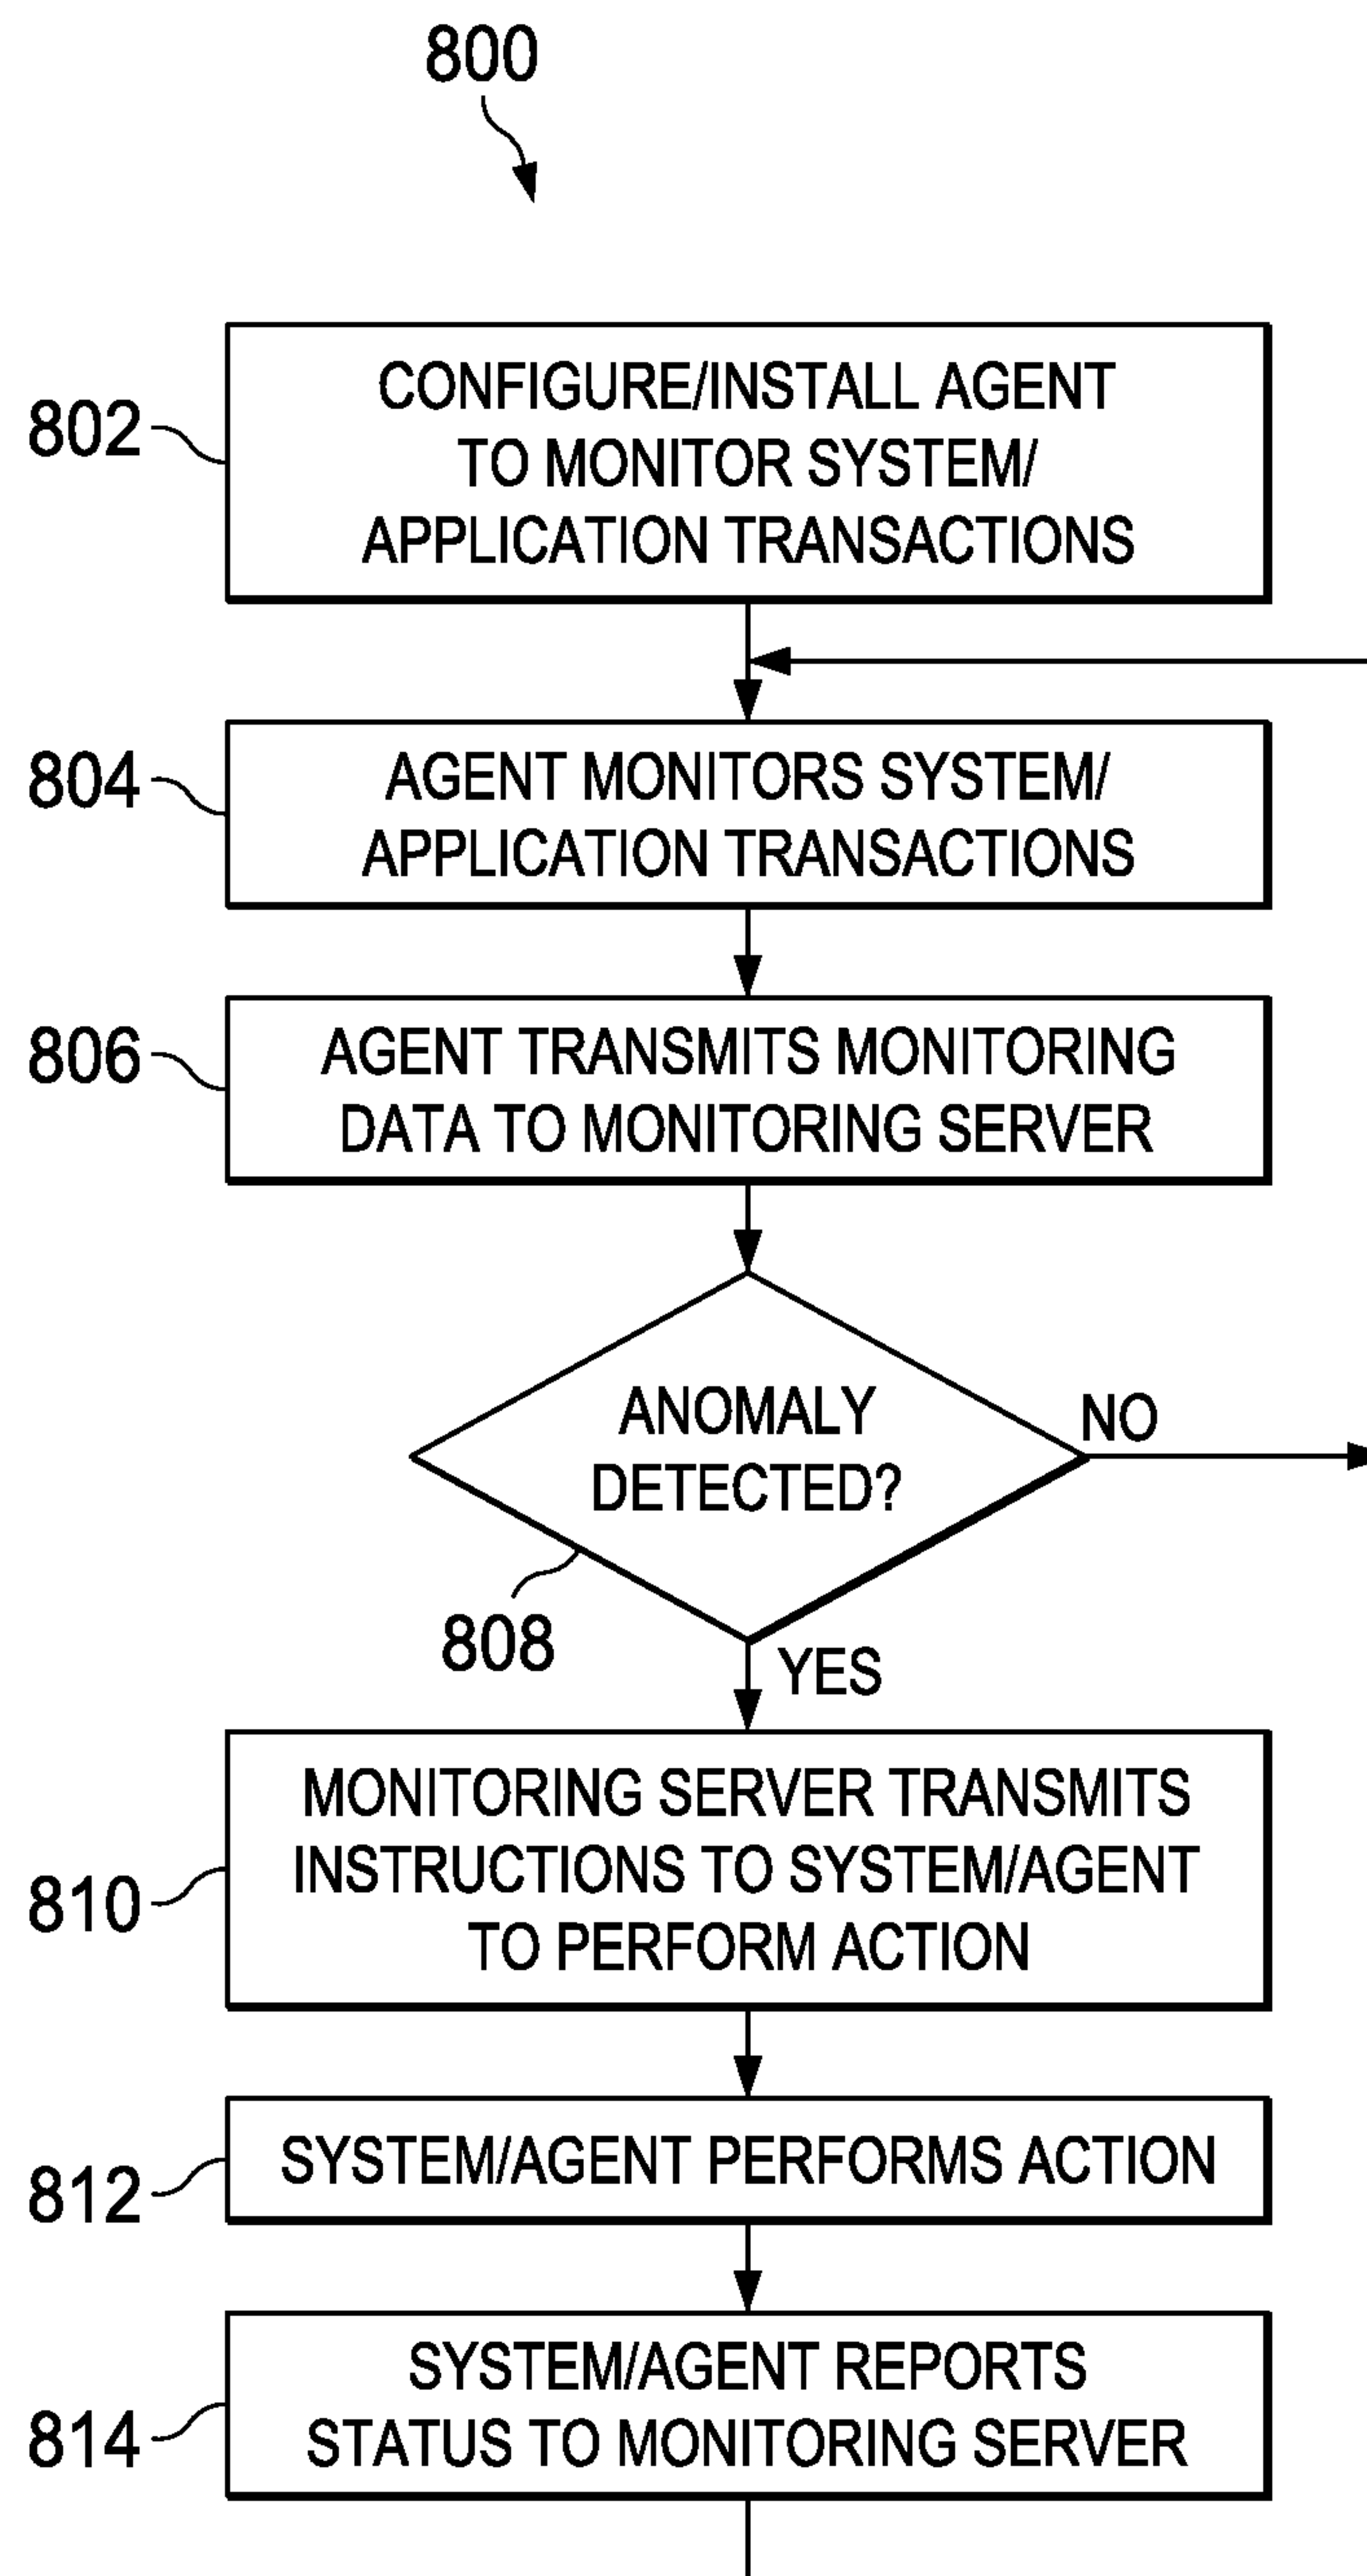 800
802
CONFIGURE/INSTALL AGENT
TO MONITOR SYSTEM/
APPLICATION TRANSACTIONS
804
AGENT MONITORS SYSTEM/
APPLICATION TRANSACTIONS
806
AGENT TRANSMITS MONITORING
DATA TO MONITORING SERVER
ANOMALY
DETECTED?
NO
808
YES
810
MONITORING SERVER TRANSMITS
INSTRUCTIONS TO SYSTEM/AGENT
TO PERFORM ACTION
812
SYSTEM/AGENT PERFORMS ACTION
814
SYSTEM/AGENT REPORTS
STATUS TO MONITORING SERVER